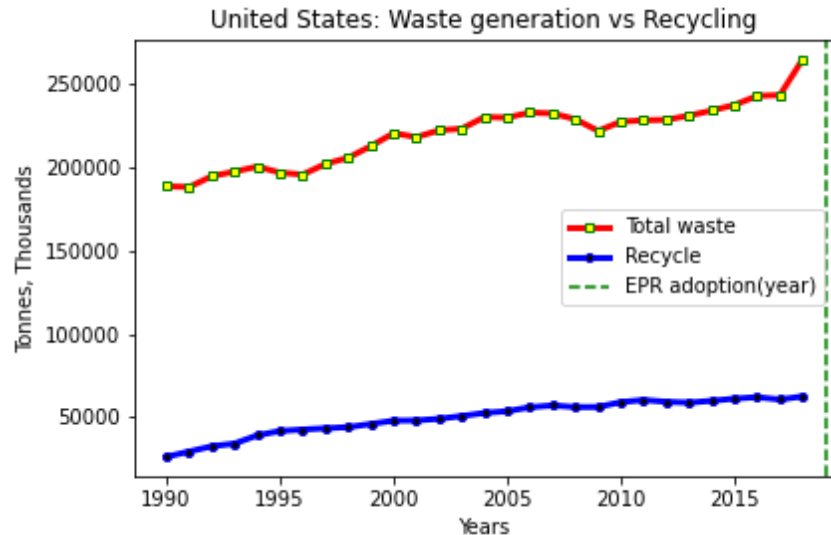 United States: Waste generation vs Recycling
Tonnes, Thousands
250000
200000
150000
100000
50000
Total waste
Recycle
EPR adoption(year)
1990
1995
2000
2005
2010
2015
Years